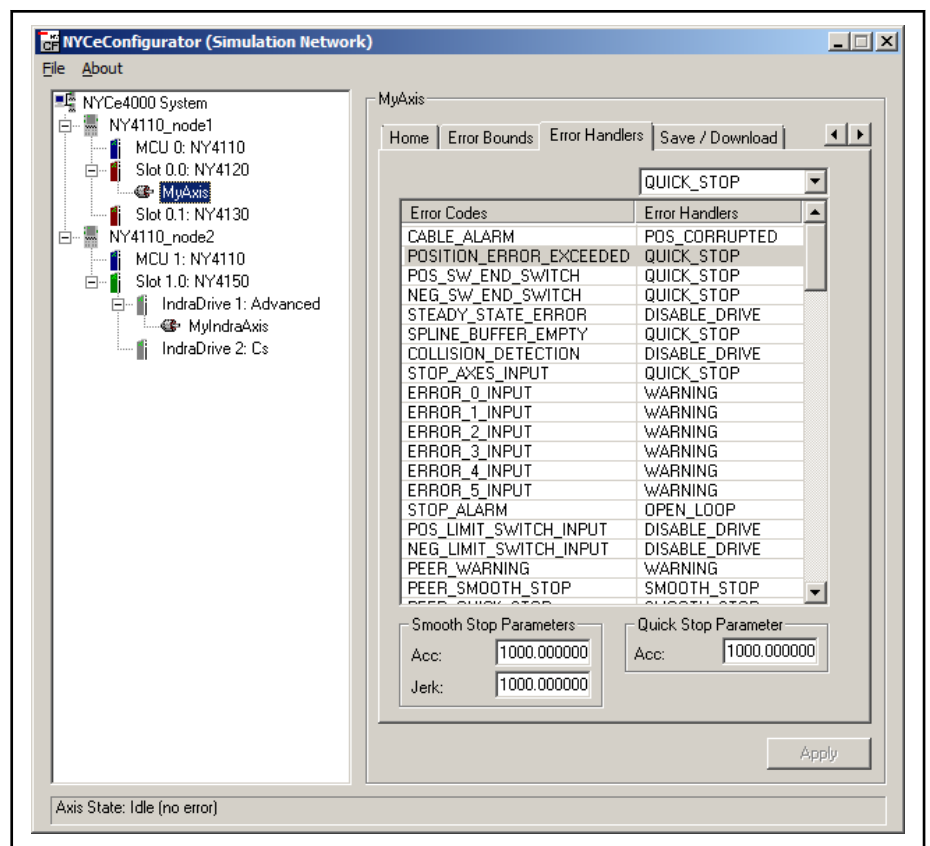 NYCeConfigurator (Simulation Network)
File About
NYCe4000 System
NY4110_node1
MCU 0: NY4110
Slot 0.0: NY4120
MyAxis
Slot 0.1: NY4130
NY4110_node2
MCU 1: NY4110
Slot 1.0: NY4150
IndraDrive 1: Advanced
MyIndraAxis
IndraDrive 2: Cs
MyAxis
Home Error Bounds Error Handlers Save / Download
QUICK_STOP
Error Codes Error Handlers
CABLE_ALARM POS_CORRUPTED
POSITION_ERROR_EXCEEDED QUICK_STOP
POS_SW_END_SWITCH QUICK_STOP
NEG_SW_END_SWITCH QUICK_STOP
STEADY_STATE_ERROR DISABLE_DRIVE
SPLINE_BUFFER_EMPTY QUICK_STOP
COLLISION_DETECTION DISABLE_DRIVE
STOP_AXES_INPUT QUICK_STOP
ERROR_0_INPUT WARNING
ERROR_1_INPUT WARNING
ERROR_2_INPUT WARNING
ERROR_3_INPUT WARNING
ERROR_4_INPUT WARNING
ERROR_5_INPUT WARNING
STOP_ALARM OPEN_LOOP
POS_LIMIT_SWITCH_INPUT DISABLE_DRIVE
NEG_LIMIT_SWITCH_INPUT DISABLE_DRIVE
PEER_WARNING WARNING
PEER_SMOOTH_STOP SMOOTH_STOP
Smooth Stop Parameters Quick Stop Parameter
Acc: 1000.000000 Acc: 1000.000000
Jerk: 1000.000000
Apply
Axis State: Idle (no error)